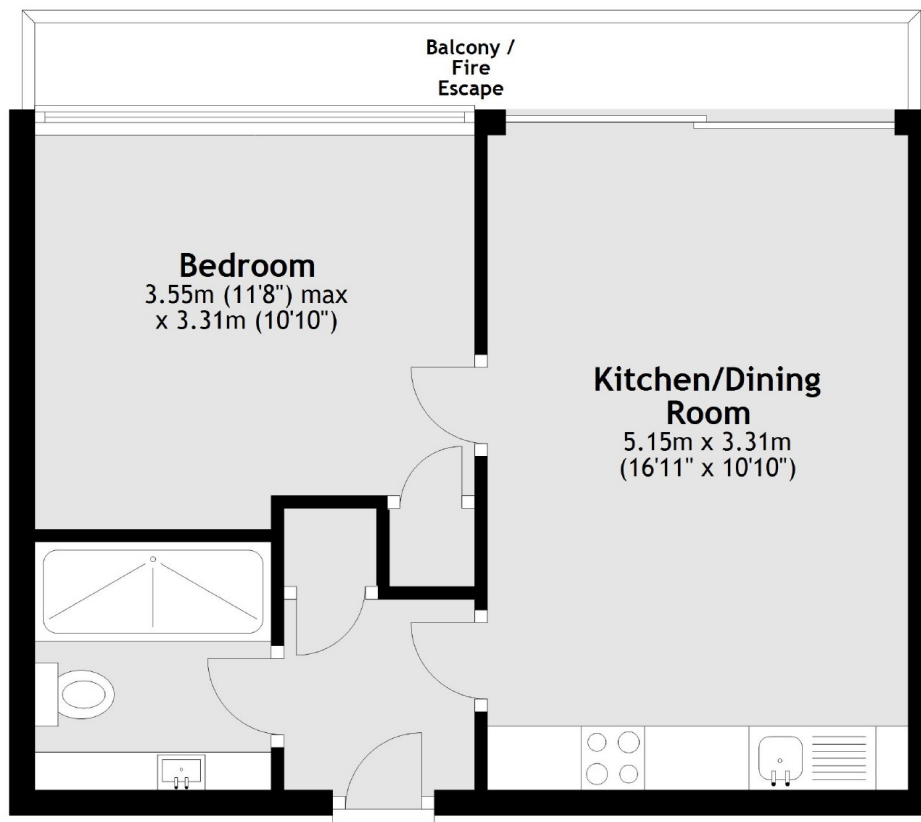 Balcony /
Fire
Escape
Bedroom
3.55m (11'8") max
x 3.31m (10'10")
Kitchen/Dining
Room
5.15m x 3.31m
(16'11" x 10'10")